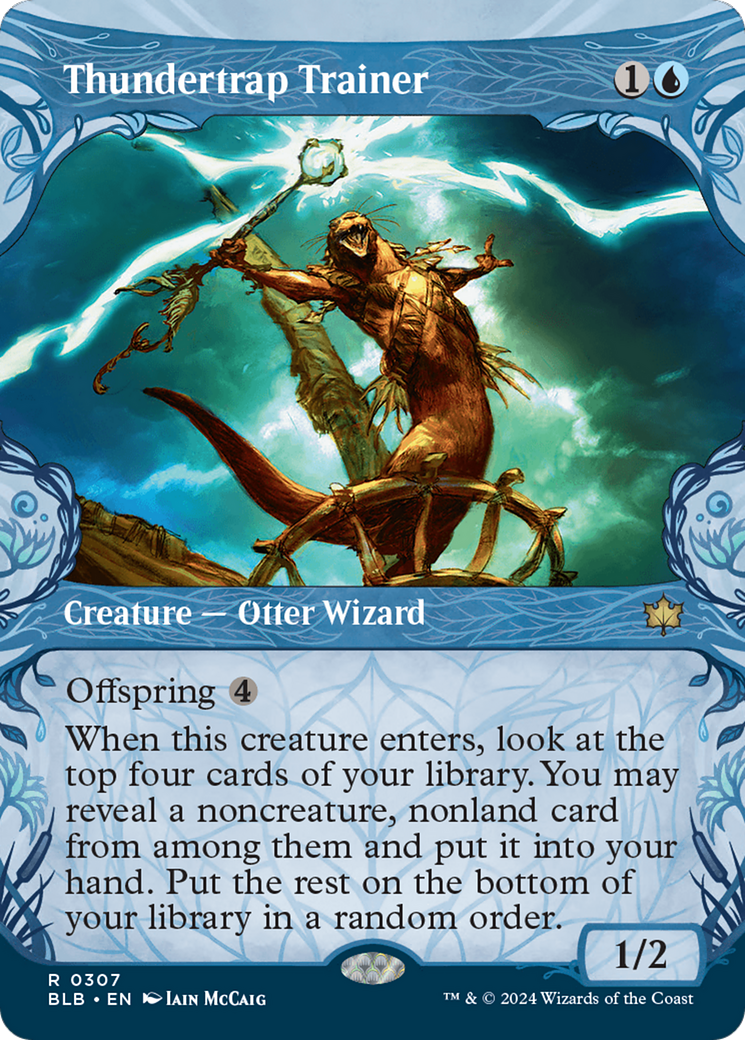 Thundertrap Trainer 1
Creature — Otter Wizard
Offspring 4
When this creature enters, look at the
top four cards of your library. You may
reveal a noncreature, nonland card
from among them and put it into your
hand. Put the rest on the bottom of
your library in a random order.
1/2
R 0307
BLB • EN Iain McCaig
™ & © 2024 Wizards of the Coast